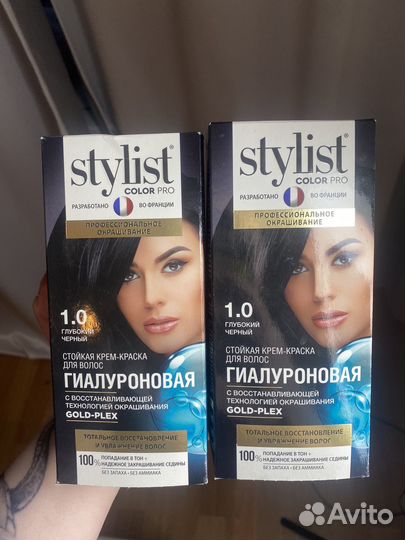 stylist®
COLOR PRO
РАЗРАБОТАНО ВО ФРАНЦИИ
ПРОФЕССИОНАЛЬНОЕ
ОКРАШИВАНИЕ
1.0
ГЛУБОКИЙ
ЧЕРНЫЙ
СТОЙКАЯ КРЕМ-КРАСКА
ДЛЯ ВОЛОС
ГИАЛУРОНОВАЯ
С ВОССТАНАВЛИВАЮЩЕЙ
ТЕХНОЛОГИЕЙ ОКРАШИВАНИЯ
GOLD-PLEX
ТОТАЛЬНОЕ ВОССТАНОВЛЕНИЕ
И УВЛАЖНЕНИЕ ВОЛОС
100% ПОПАДАНИЕ В ТОН +
НАДЕЖНОЕ ЗАКРАШИВАНИЕ СЕДИНЫ
БЕЗ ЗАПАХА • БЕЗ АММИАКА
stylist®
COLOR PRO
РАЗРАБОТАНО ВО ФРАНЦИИ
ПРОФЕССИОНАЛЬНОЕ
ОКРАШИВАНИЕ
1.0
ГЛУБОКИЙ
ЧЕРНЫЙ
СТОЙКАЯ КРЕМ-КРАСКА
ДЛЯ ВОЛОС
ГИАЛУРОНОВАЯ
С ВОССТАНАВЛИВАЮЩЕЙ
ТЕХНОЛОГИЕЙ ОКРАШИВАНИЯ
GOLD-PLEX
ТОТАЛЬНОЕ ВОССТАНОВЛЕНИЕ
И УВЛАЖНЕНИЕ ВОЛОС
100% ПОПАДАНИЕ В ТОН +
НАДЕЖНОЕ ЗАКРАШИВАНИЕ СЕДИНЫ
БЕЗ ЗАПАХА • БЕЗ АММИАКА
Avito